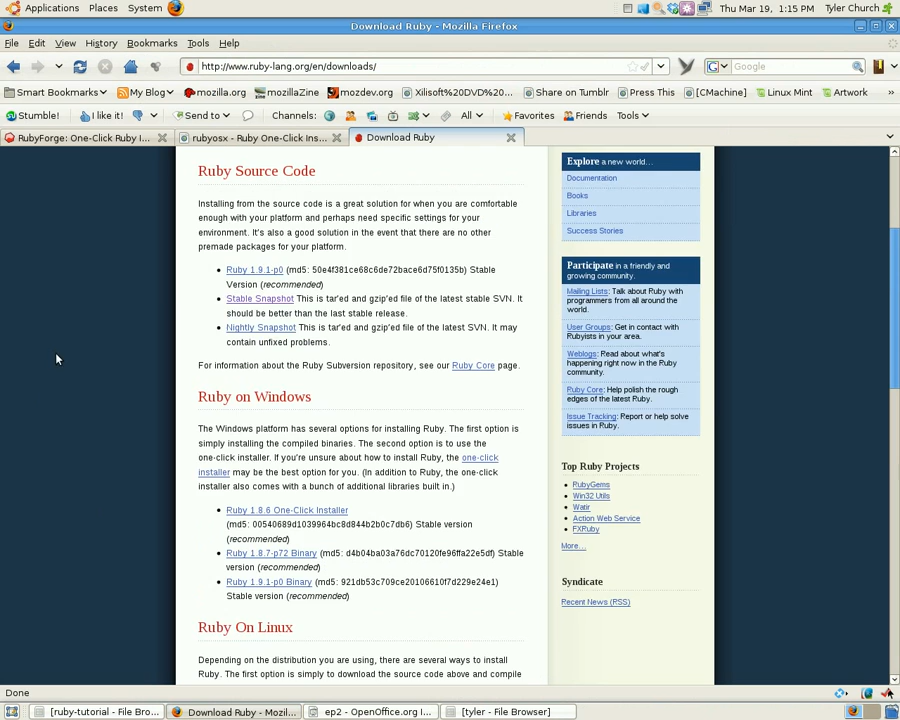 Applications Places System
Thu Mar 19, 1:15 PM Tyler Church
Download Ruby - Mozilla Firefox
File Edit View History Bookmarks Tools Help
http://www.ruby-lang.org/en/downloads/
Google
Smart Bookmarks My Blog mozilla.org mozillaZine mozdev.org Xilisoft%20DVD%... Share on Tumblr Press This [CMachine] Linux Mint Artwork
Stumble! I like it! Send to Channels: All Favorites Friends Tools
RubyForge: One-Click Ruby I...
rubyosx - Ruby One-Click Ins...
Download Ruby
Ruby Source Code
Installing from the source code is a great solution for when you are comfortable
enough with your platform and perhaps need specific settings for your
environment. It's also a good solution in the event that there are no other
premade packages for your platform.
Ruby 1.9.1-p0 (md5: 50e4f381ce68c6de72bace6d75f0135b) Stable
Version (recommended)
Stable Snapshot This is tar'ed and gzip'ed file of the latest stable SVN. It
should be better than the last stable release.
Nightly Snapshot This is tar'ed and gzip'ed file of the latest SVN. It may
contain unfixed problems.
For information about the Ruby Subversion repository, see our Ruby Core page.
Ruby on Windows
The Windows platform has several options for installing Ruby. The first option is
simply installing the compiled binaries. The second option is to use the
one-click installer. If you're unsure about how to install Ruby, the one-click
installer may be the best option for you. (In addition to Ruby, the one-click
installer also comes with a bunch of additional libraries built in.)
Ruby 1.8.6 One-Click Installer
(md5: 00540689d1039964bc8d844b2b0c7db6) Stable version
(recommended)
Ruby 1.8.7-p72 Binary (md5: d4b04ba03a76dc70120fe96ffa22e5df) Stable
version (recommended)
Ruby 1.9.1-p0 Binary (md5: 921db53c709ce20106610f7d229e24e1)
Stable version (recommended)
Ruby On Linux
Depending on the distribution you are using, there are several ways to install
Ruby. The first option is simply to download the source code above and compile
Explore a new world...
Documentation
Books
Libraries
Success Stories
Participate in a friendly and
growing community.
Mailing Lists: Talk about Ruby with
programmers from all around the
world.
User Groups: Get in contact with
Rubyists in your area.
Weblogs: Read about what's
happening right now in the Ruby
community.
Ruby Core: Help polish the rough
edges of the latest Ruby.
Issue Tracking: Report or help solve
issues in Ruby.
Top Ruby Projects
RubyGems
Win32 Utils
Watir
Action Web Service
FXRuby
More...
Syndicate
Recent News (RSS)
Done
[ruby-tutorial - File Bro...
Download Ruby - Mozil...
ep2 - OpenOffice.org I...
[tyler - File Browser]